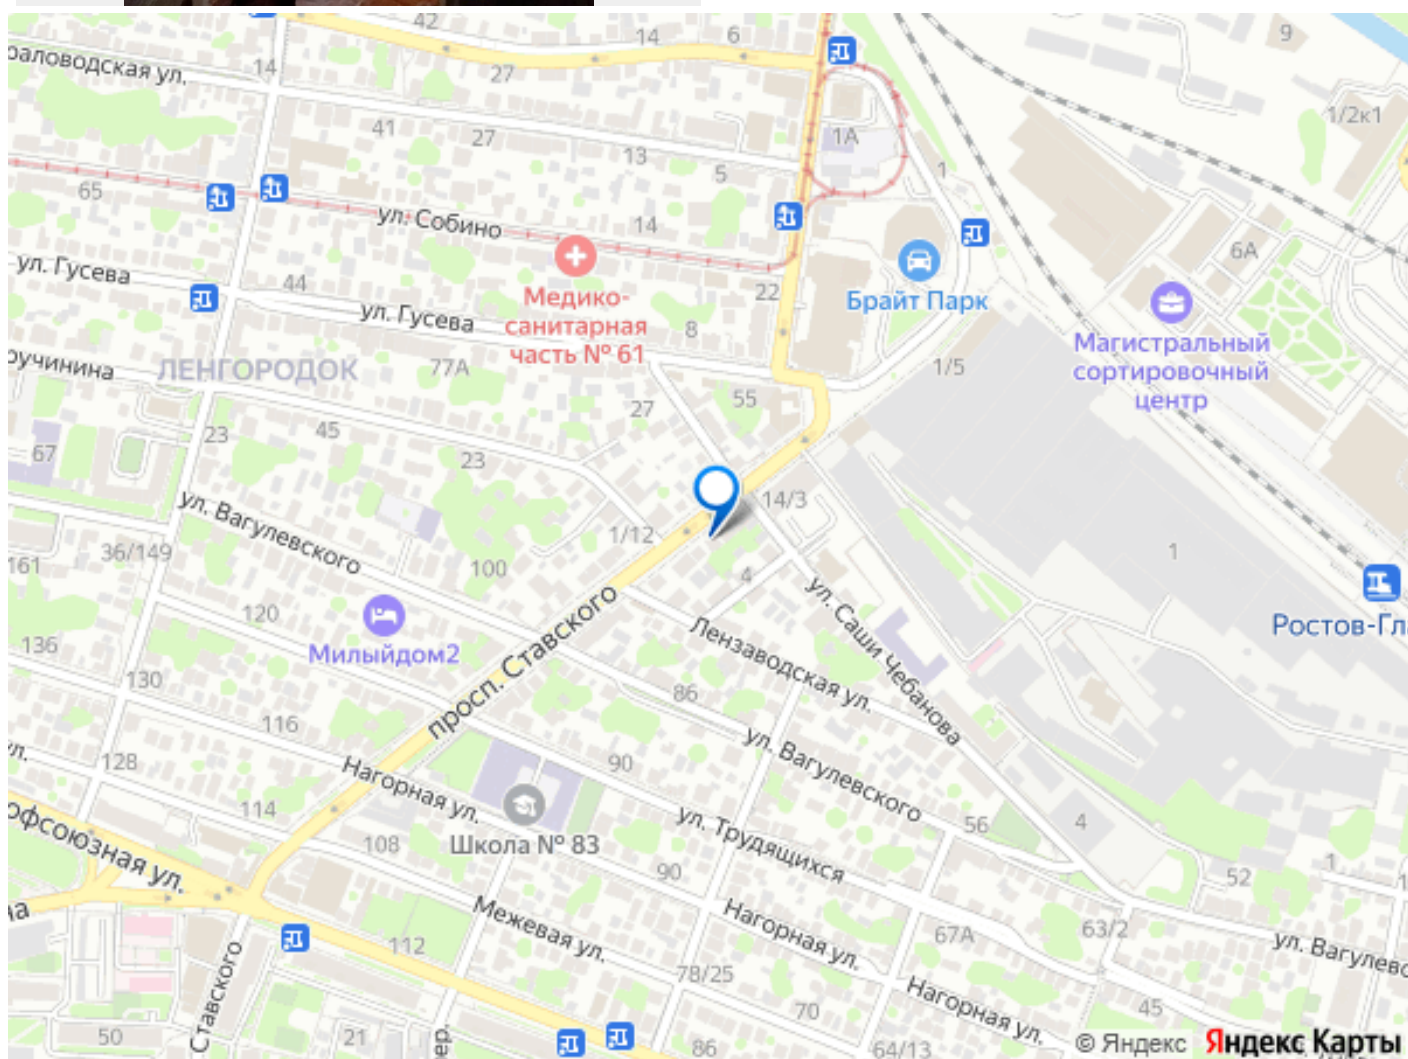 42
14
6
9
раловодская ул.
14
27
1/2к1
41
27
1А
13
5
1
65
ул. Собино
14
6А
ул. Гусева
44
22
Брайт Парк
Медико-
санитарная
часть № 61
ул. Гусева
8
Магистральный
сортировочный
центр
ручинина
ЛЕНГОРОДОК
77А
1/5
27
55
23
45
67
23
14/3
ул. Вагулевского
1/12
36/149
161
100
4
1
120
просп. Ставского
ул. Саши Чебанова
Ростов-Гла
136
Милыйдом2
Лензаводская ул.
130
86
116
ул. Вагулевского
л.
128
90
Нагорная ул.
114
офсоюзная ул.
108
Школа № 83
ул. Трудящихся
56
4
1
90
52
на
Межевая ул.
Нагорная ул.
67А
63/2
112
ул. Вагулевс
Ставского
78/25
70
Нагорная ул.
45
50
21
ер.
86
64/13
© Яндекс Яндекс Карты